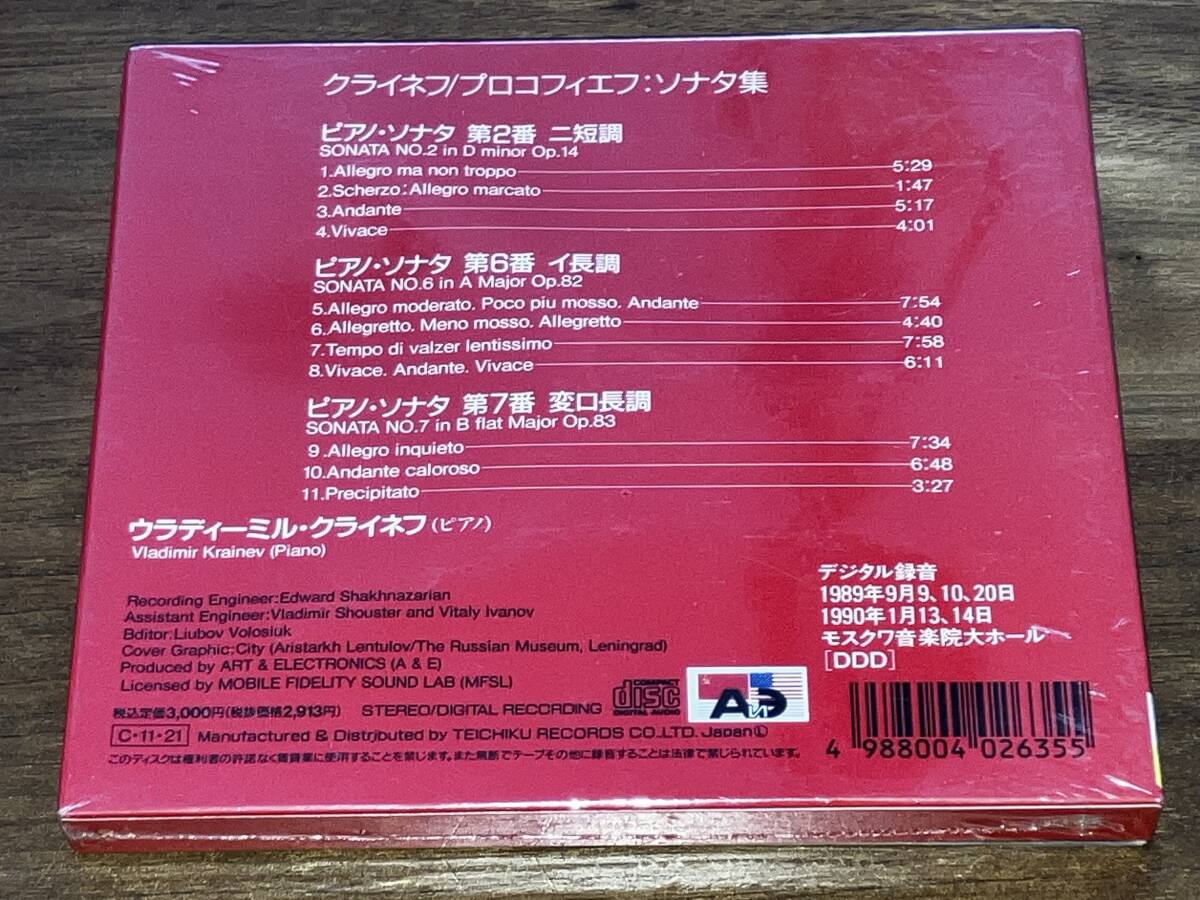 クライネフ/プロコフィエフ:ソナタ集
ピアノ・ソナタ 第2番 ニ短調
SONATA NO.2 in D minor Op.14
1.Allegro ma non troppo 5:29
2.Scherzo:Allegro marcato 1:47
3.Andante 5:17
4.Vivace 4:01
ピアノ・ソナタ 第6番 イ長調
SONATA NO.6 in A Major Op.82
5.Allegro moderato. Poco piu mosso. Andante 7:54
6.Allegretto. Meno mosso. Allegretto 4:40
7.Tempo di valzer lentissimo 7:58
8.Vivace. Andante. Vivace 6:11
ピアノ・ソナタ 第7番 変ロ長調
SONATA NO.7 in B flat Major Op.83
9.Allegro inquieto 7:34
10.Andante caloroso 6:48
11.Precipitato 3:27
ウラディーミル・クライネフ(ピアノ)
Vladimir Krainev (Piano)
Recording Engineer:Edward Shakhnazarian
Assistant Engineer:Vladimir Shouster and Vitaly Ivanov
Bditor:Liubov Volosiuk
Cover Graphic:City (Aristarkh Lentulov/The Russian Museum, Leningrad)
Produced by ART & ELECTRONICS (A & E)
Licensed by MOBILE FIDELITY SOUND LAB (MFSL)
デジタル録音
1989年9月9、10、20日
1990年1月13、14日
モスクワ音楽院大ホール
[DDD]
税込定価3,000円(税抜価格2,913円) STEREO/DIGITAL RECORDING
COMPACT
disc
DIGITAL AUDIO
AиЭ
C・11・21 Manufactured & Distributed by TEICHIKU RECORDS CO.,LTD. Japan Ⓛ
このディスクは権利者の許諾なく賃貸業に使用することを禁じます。また無断でテープその他に録音することは法律で禁じられています。
4 988004 026355